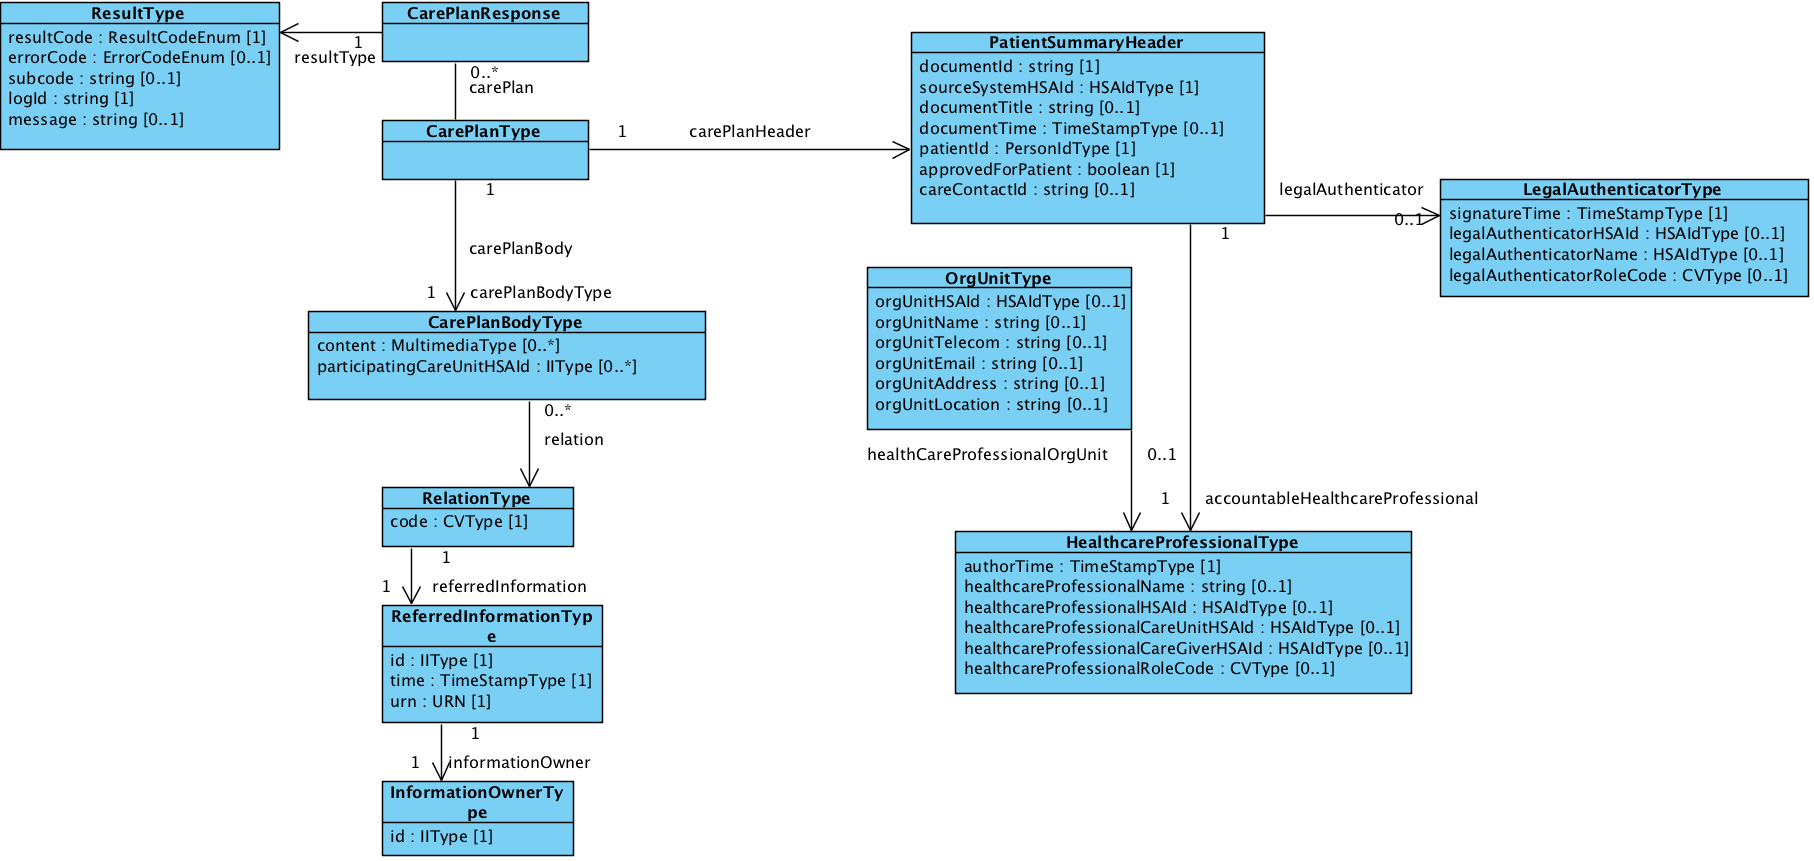 ResultType
resultCode : ResultCodeEnum [1]
errorCode : ErrorCodeEnum [0..1]
subcode : string [0..1]
logId : string [1]
message : string [0..1]
1
resultType
CarePlanResponse
0..*
carePlan
CarePlanType
1
carePlanHeader
1
carePlanBody
1
carePlanBodyType
CarePlanBodyType
content : MultimediaType [0..*]
participatingCareUnitHSAId : IIType [0..*]
0..*
relation
RelationType
code : CVType [1]
1
1
referredInformation
ReferredInformationTyp
e
id : IIType [1]
time : TimeStampType [1]
urn : URN [1]
1
1
informationOwner
InformationOwnerTy
pe
id : IIType [1]
PatientSummaryHeader
documentId : string [1]
sourceSystemHSAId : HSAIdType [1]
documentTitle : string [0..1]
documentTime : TimeStampType [0..1]
patientId : PersonIdType [1]
approvedForPatient : boolean [1]
careContactId : string [0..1]
legalAuthenticator
0..1
1
LegalAuthenticatorType
signatureTime : TimeStampType [1]
legalAuthenticatorHSAId : HSAIdType [0..1]
legalAuthenticatorName : HSAIdType [0..1]
legalAuthenticatorRoleCode : CVType [0..1]
OrgUnitType
orgUnitHSAId : HSAIdType [0..1]
orgUnitName : string [0..1]
orgUnitTelecom : string [0..1]
orgUnitEmail : string [0..1]
orgUnitAddress : string [0..1]
orgUnitLocation : string [0..1]
healthCareProfessionalOrgUnit
0..1
1
accountableHealthcareProfessional
HealthcareProfessionalType
authorTime : TimeStampType [1]
healthcareProfessionalName : string [0..1]
healthcareProfessionalHSAId : HSAIdType [0..1]
healthcareProfessionalCareUnitHSAId : HSAIdType [0..1]
healthcareProfessionalCareGiverHSAId : HSAIdType [0..1]
healthcareProfessionalRoleCode : CVType [0..1]